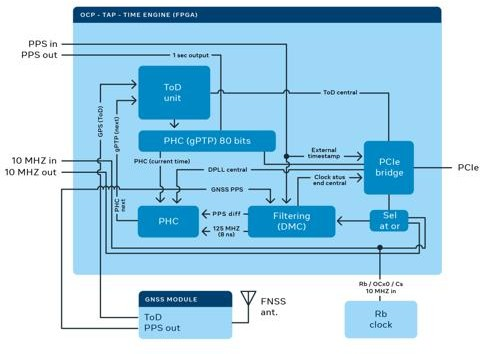 OCP - TAP - TIME ENGINE (FPGA)
PPS in
PPS out
1 sec output
ToD
unit
ToD central
GPS (ToD)
gPTP (next)
PHC (gPTP) 80 bits
External
timestamp
PHC (current time)
PCIe
bridge
PCIe
10 MHZ in
10 MHZ out
DPLL central
Clock stus
end central
GNSS PPS
PHC
next
PHC
PPS diff
125 MHZ
(8 ns)
Filtering
(DMC)
Sel
at or
Rb / OCx0 / Cs
10 MHZ in
GNSS MODULE
ToD
PPS out
FNSS
ant.
Rb
clock